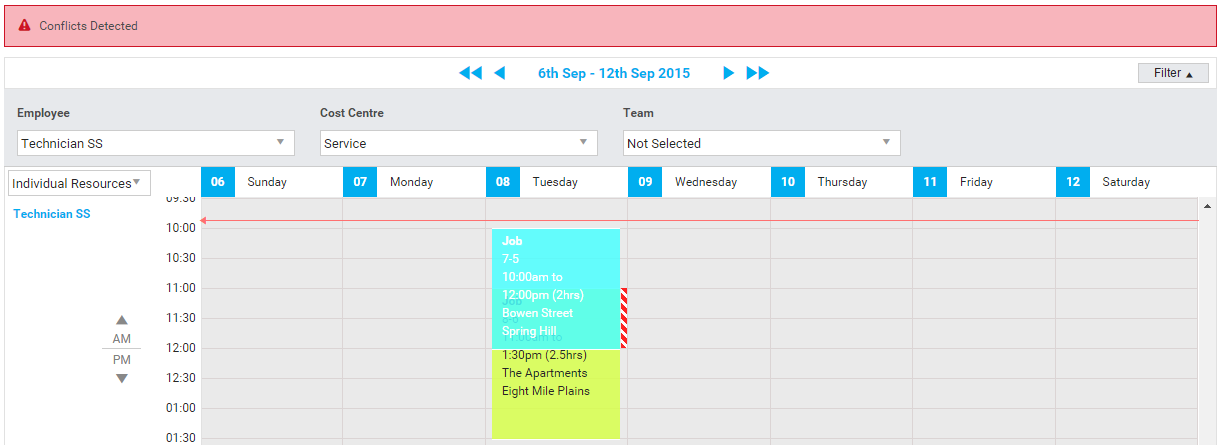 Conflicts Detected
6th Sep - 12th Sep 2015
Filter
Employee
Cost Centre
Team
Technician SS
Service
Not Selected
Individual Resources
06 Sunday
07 Monday
08 Tuesday
09 Wednesday
10 Thursday
11 Friday
12 Saturday
Technician SS
09:30
10:00
10:30
11:00
11:30
12:00
12:30
01:00
01:30
AM
PM
Job
7-5
10:00am to
12:00pm (2hrs)
Bowen Street
Spring Hill
Job
11:00am to
1:30pm (2.5hrs)
The Apartments
Eight Mile Plains